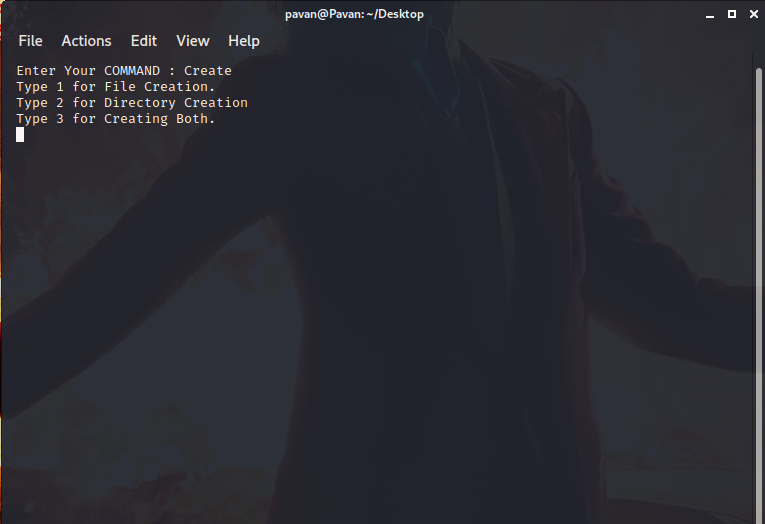 pavan@Pavan: ~/Desktop
File Actions Edit View Help
Enter Your COMMAND : Create
Type 1 for File Creation.
Type 2 for Directory Creation
Type 3 for Creating Both.